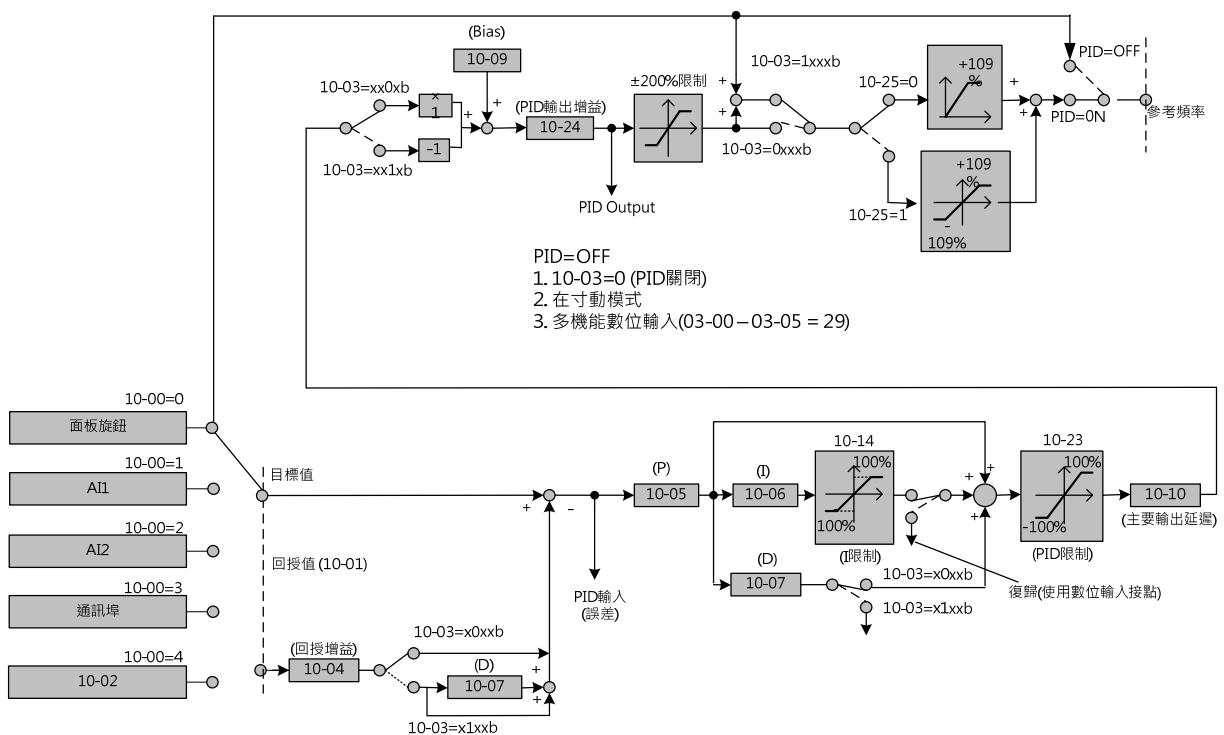 (Bias)
10-09
10-03=xx0xb
×
1
-1
10-03=xx1xb
+
+
(PID輸出增益)
10-24
PID Output
±200%限制
10-03=1xxxb
+
+
10-03=0xxxb
10-25=0
+109
%
10-25=1
+109
%
-
109%
+
+
PID=OFF
PID=0N
參考頻率
PID=OFF
1. 10-03=0 (PID關閉)
2. 在寸動模式
3. 多機能數位輸入(03-00 – 03-05 = 29)
10-00=0
面板旋鈕
10-00=1
AI1
10-00=2
AI2
10-00=3
通訊埠
10-00=4
10-02
目標值
回授值 (10-01)
(回授增益)
10-04
10-03=x0xxb
(D)
10-07
+
+
10-03=x1xxb
+
-
PID輸入
(誤差)
(P)
10-05
(I)
10-06
10-14
100%
100%
(I限制)
(D)
10-07
10-03=x0xxb
10-03=x1xxb
復歸(使用數位輸入接點)
+
+
+
10-23
100%
-100%
(PID限制)
10-10
(主要輸出延遲)